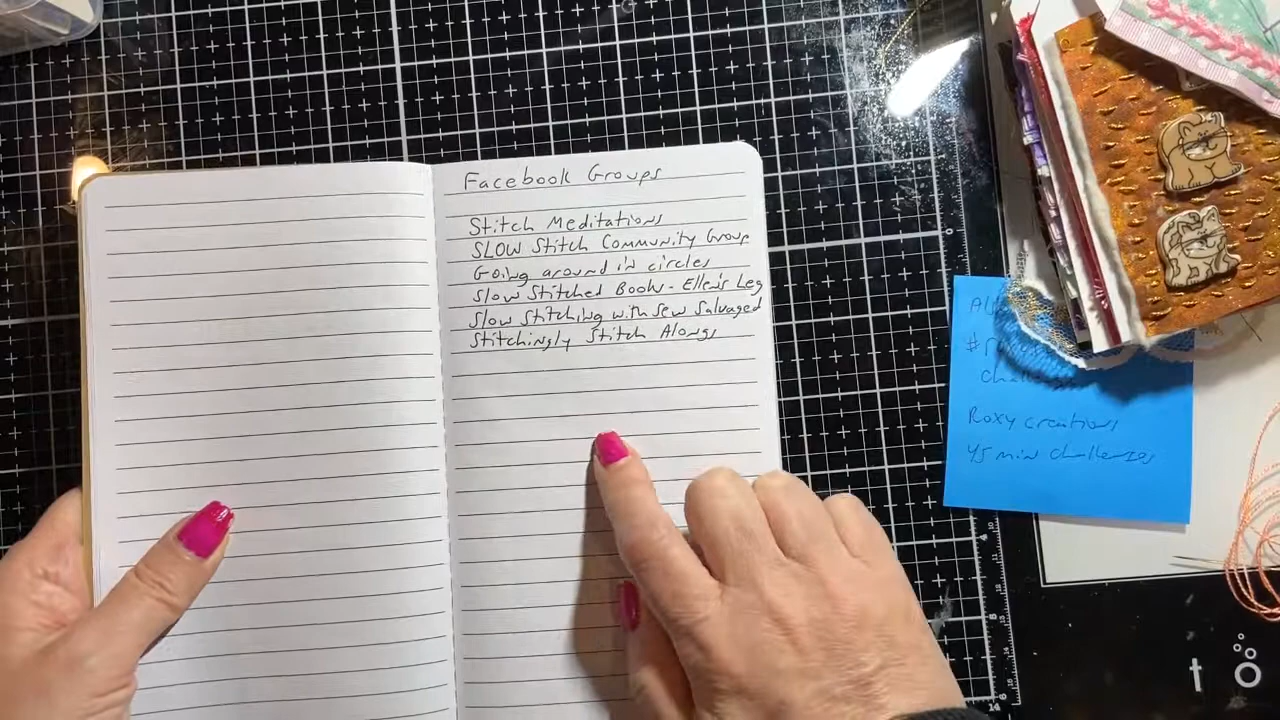 Facebook Groups
Stitch Meditations
SLOW Stitch Community Group
Going around in circles
Slow Stitched Book - Ellen's Leg
Slow Stitching with Sew Salvaged
Stitchingly Stitch Alongs
Roxy creations
45 min challenges
to